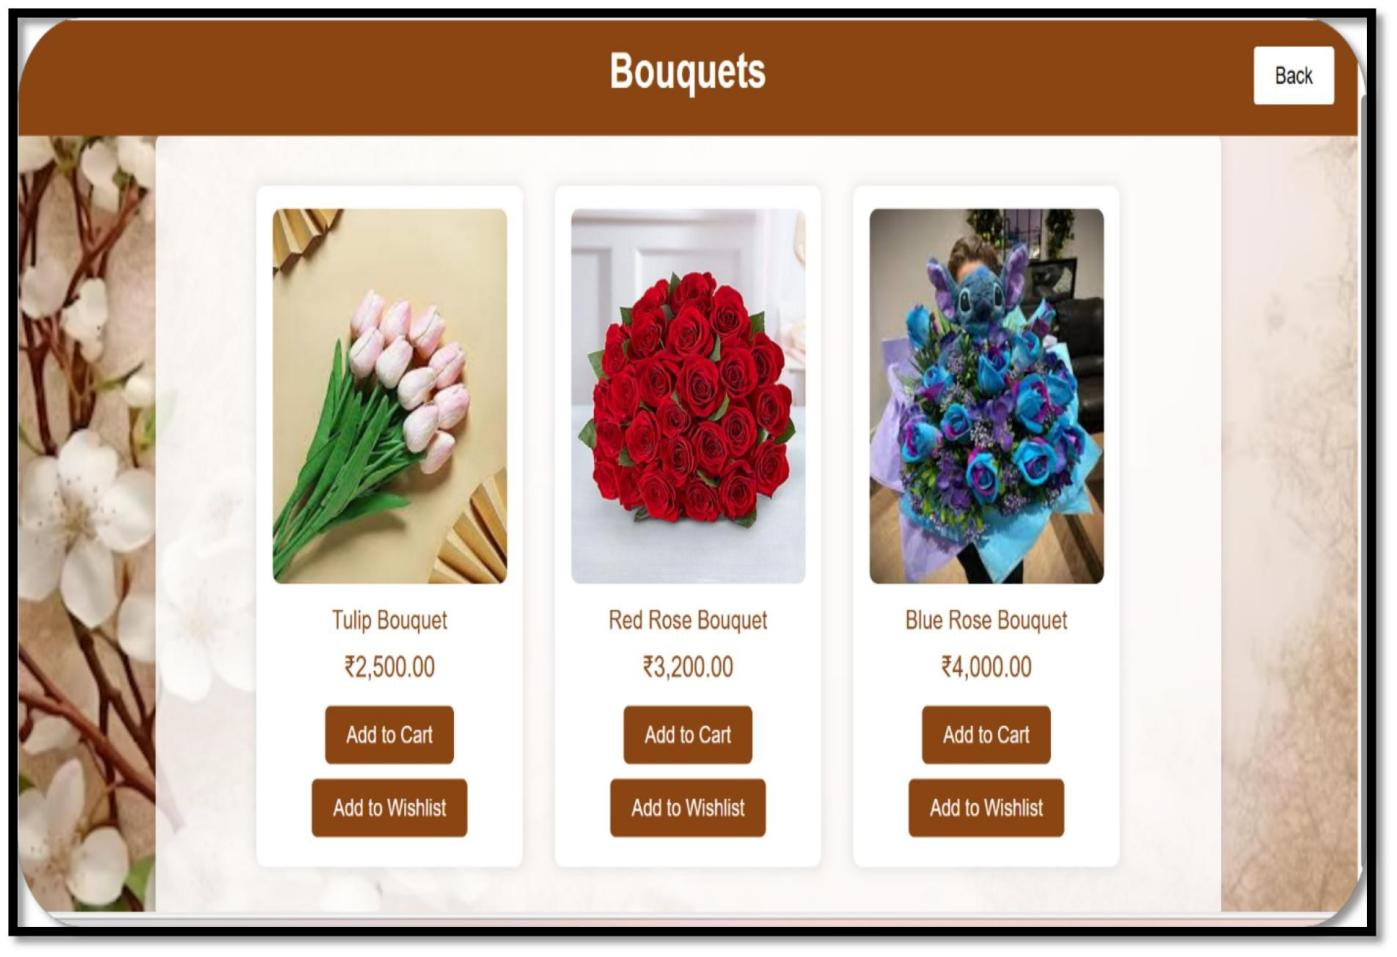 Bouquets
Back
Tulip Bouquet
₹2,500.00
Add to Cart
Add to Wishlist
Red Rose Bouquet
₹3,200.00
Add to Cart
Add to Wishlist
Blue Rose Bouquet
₹4,000.00
Add to Cart
Add to Wishlist